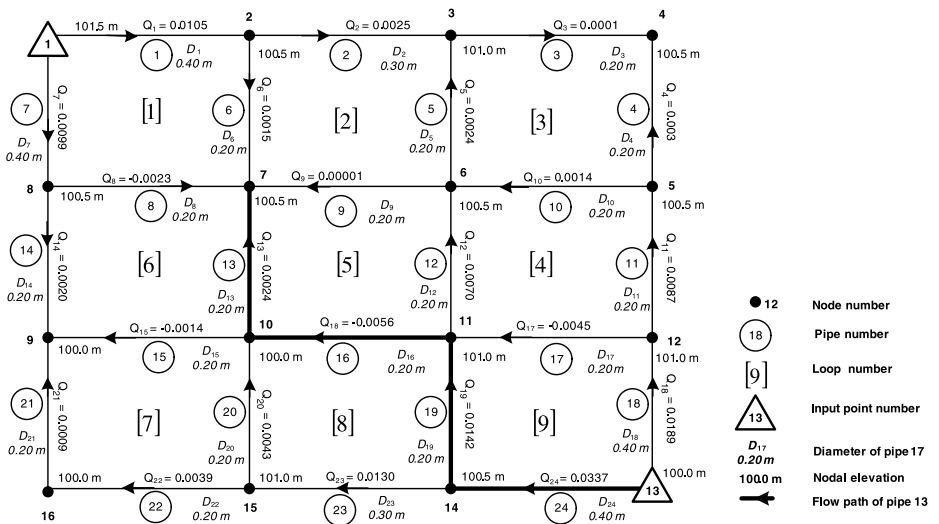 1
101.5 m
Q1 = 0.0105
2
Q2 = 0.0025
3
Q3 = 0.0001
4
1
D1
0.40 m
100.5 m
2
D2
0.30 m
101.0 m
3
D3
0.20 m
100.5 m
7
Q7 = 0.0099
D7
0.40 m
[1]
6
Q6 = 0.0015
D6
0.20 m
[2]
5
Q5 = 0.0024
D5
0.20 m
[3]
4
Q4 = 0.0003
D4
0.20 m
8
Q8 = -0.0023
7
Q9 = 0.00001
6
Q10 = 0.0014
5
100.5 m
8
D8
0.20 m
100.5 m
9
D9
0.20 m
100.5 m
10
D10
0.20 m
100.5 m
14
Q14 = 0.0020
D14
0.20 m
[6]
13
Q13 = 0.0024
D13
0.20 m
[5]
12
Q12 = 0.0070
D12
0.20 m
[4]
11
Q11 = 0.0087
D11
0.20 m
9
Q15 = -0.0014
10
Q18 = -0.0056
11
Q17 = -0.0045
12
100.0 m
15
D15
0.20 m
100.0 m
16
D16
0.20 m
101.0 m
17
D17
0.20 m
101.0 m
21
Q21 = 0.0009
D21
0.20 m
[7]
20
Q20 = 0.0043
D20
0.20 m
[8]
19
Q19 = 0.0142
D19
0.20 m
[9]
18
Q18 = 0.0189
D18
0.40 m
100.0 m
Q22 = 0.0039
101.0 m
Q23 = 0.0130
100.5 m
Q24 = 0.0337
100.0 m
13
16
22
D22
0.20 m
15
23
D23
0.30 m
14
24
D24
0.40 m
12 Node number
18 Pipe number
[9] Loop number
13 Input point number
D17
0.20 m Diameter of pipe 17
100.0 m Nodal elevation
Flow path of pipe 13